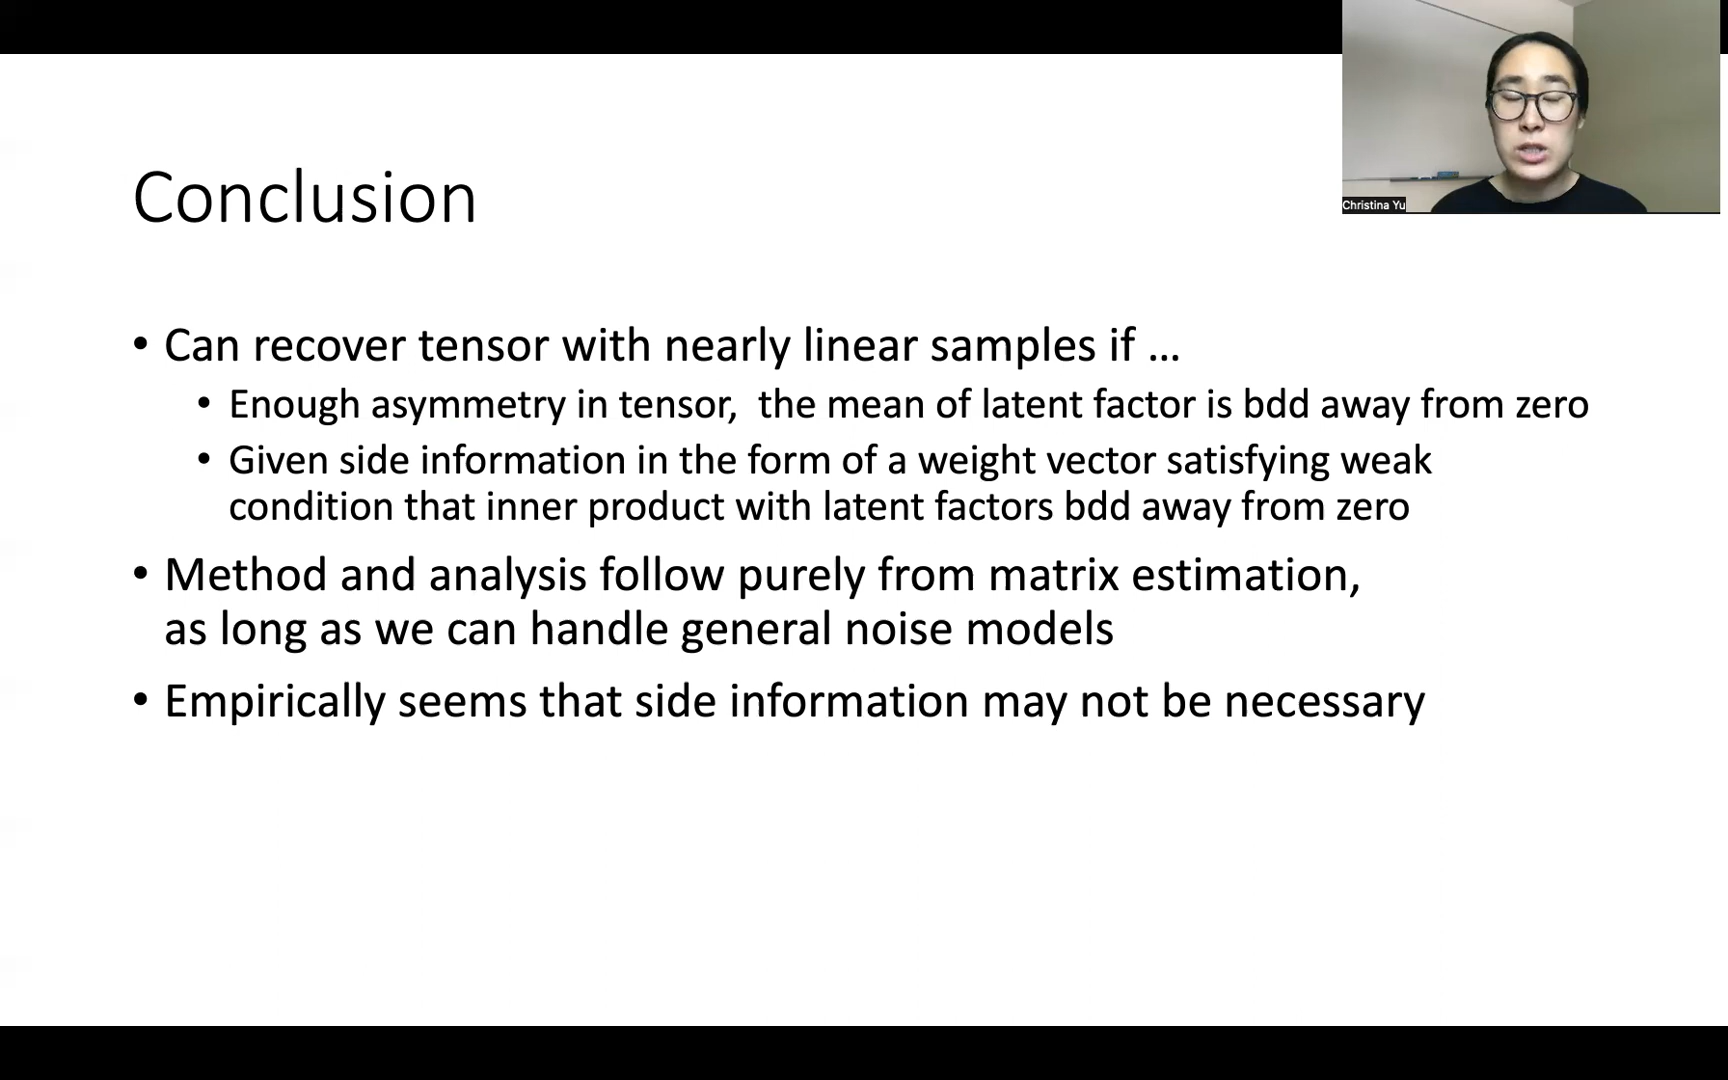 Christina Yu
Conclusion
• Can recover tensor with nearly linear samples if ...
• Enough asymmetry in tensor, the mean of latent factor is bdd away from zero
• Given side information in the form of a weight vector satisfying weak
condition that inner product with latent factors bdd away from zero
• Method and analysis follow purely from matrix estimation,
as long as we can handle general noise models
• Empirically seems that side information may not be necessary